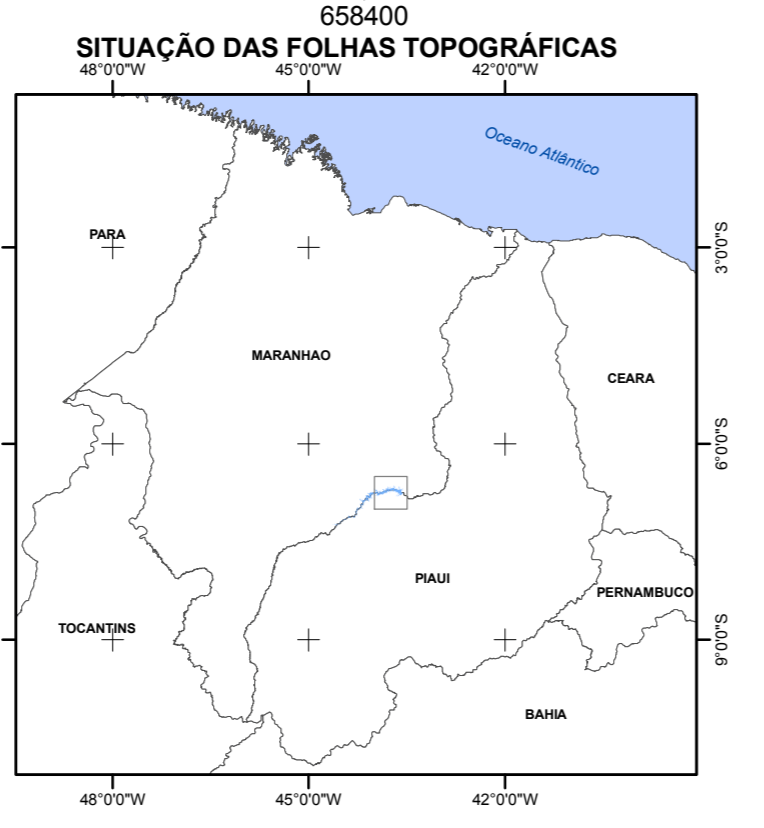 658400
SITUAÇÃO DAS FOLHAS TOPOGRÁFICAS
48°0'0"W 45°0'0"W 42°0'0"W
Oceano Atlântico
PARA
3°0'0"S
MARANHAO
CEARA
6°0'0"S
PIAUI
PERNAMBUCO
TOCANTINS
9°0'0"S
BAHIA
48°0'0"W 45°0'0"W 42°0'0"W